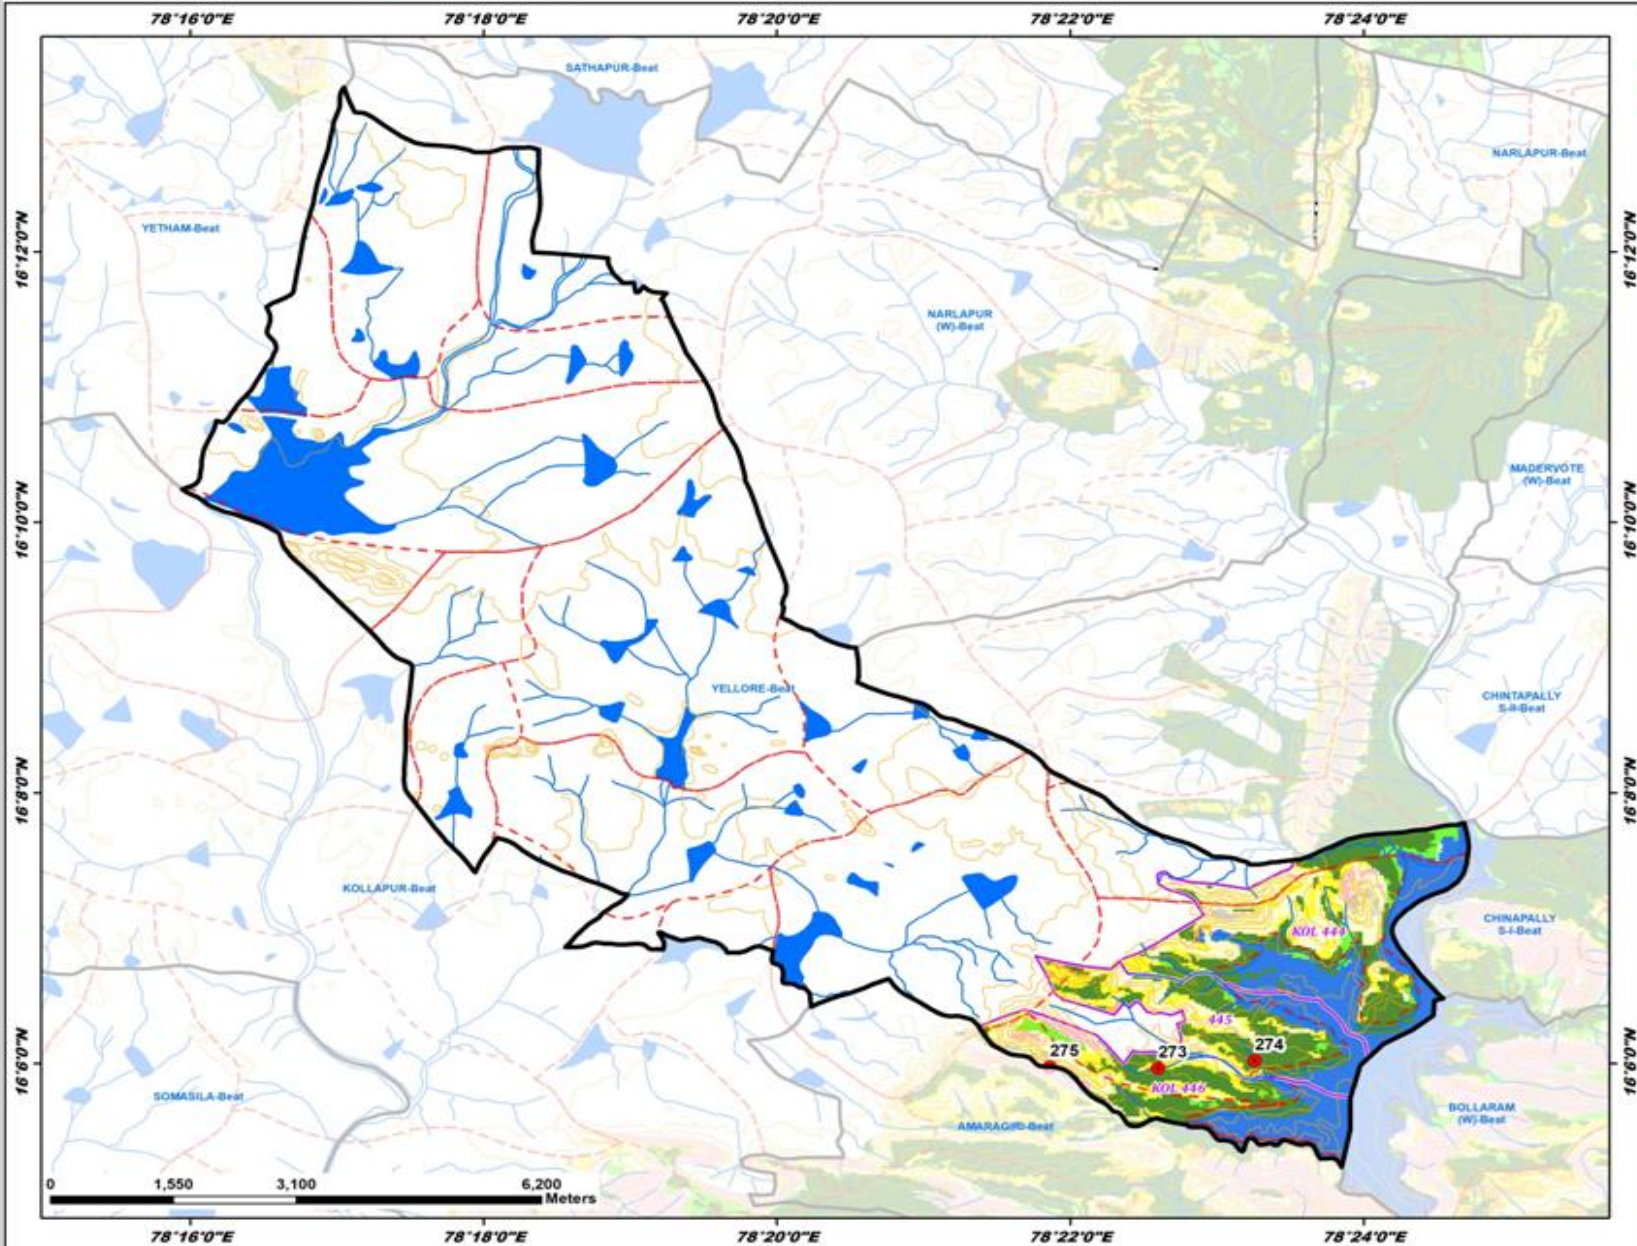 78°16'0"E 78°18'0"E 78°20'0"E 78°22'0"E 78°24'0"E
SATHAPUR-Beat
NARLAPUR-Beat
YETHAM-Beat
16°12'0"N 16°12'0"N
NARLAPUR
(W)-Beat
MADERVOTE
(W)-Beat
16°10'0"N 16°10'0"N
YELLORE-Beat
CHINTAPALLY
S-II-Beat
16°8'0"N 16°8'0"N
KOLLAPUR-Beat
CHINAPALLY
S-I-Beat
KOL 444
445
275 273 274
16°6'0"N 16°6'0"N
KOL 446
SOMASILA-Beat
AMARAGIRI-Beat
BOLLARAM
(W)-Beat
0 1,550 3,100 6,200
Meters
78°16'0"E 78°18'0"E 78°20'0"E 78°22'0"E 78°24'0"E